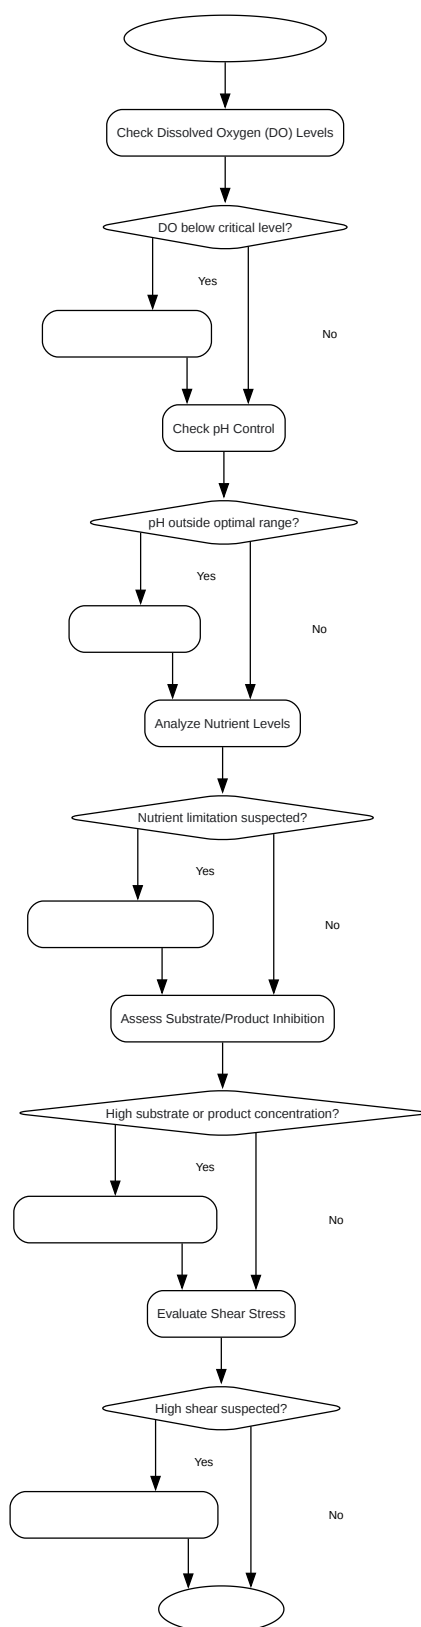 Check Dissolved Oxygen (DO) Levels
DO below critical level?
Yes
No
Check pH Control
pH outside optimal range?
Yes
No
Analyze Nutrient Levels
Nutrient limitation suspected?
Yes
No
Assess Substrate/Product Inhibition
High substrate or product concentration?
Yes
No
Evaluate Shear Stress
High shear suspected?
Yes
No